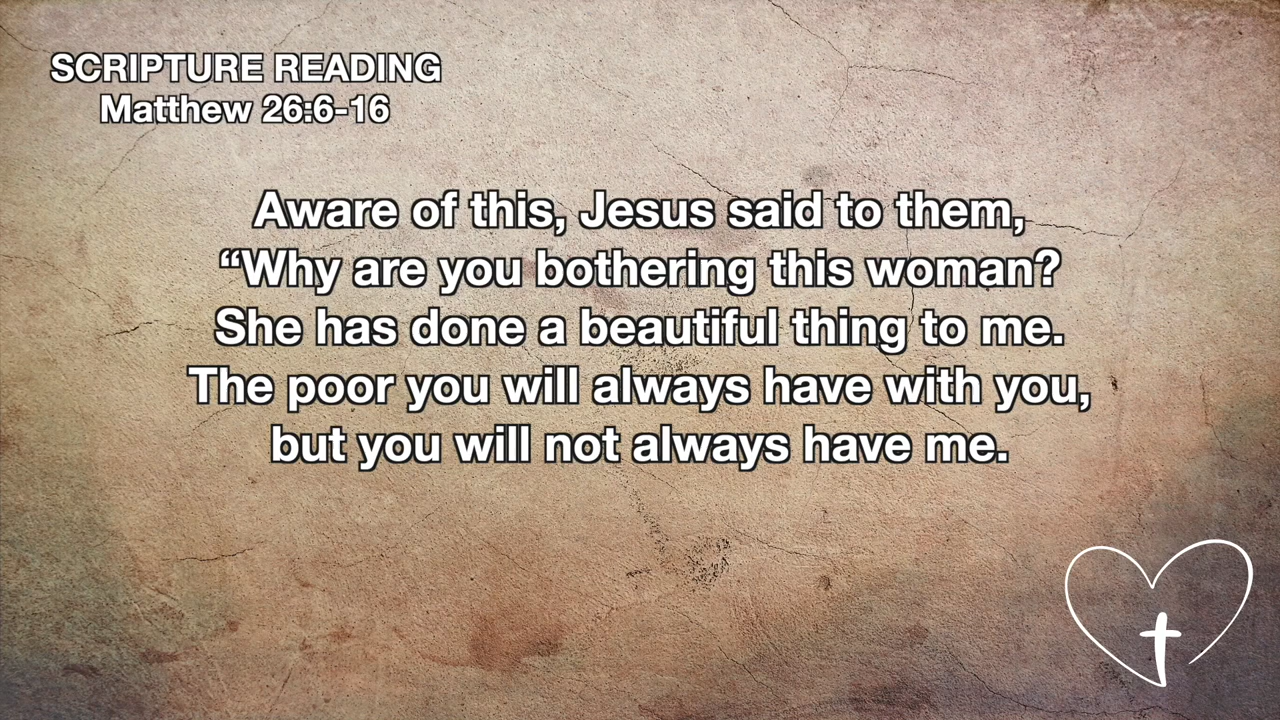 SCRIPTURE READING
Matthew 26:6-16
Aware of this, Jesus said to them,
“Why are you bothering this woman?
She has done a beautiful thing to me.
The poor you will always have with you,
but you will not always have me.